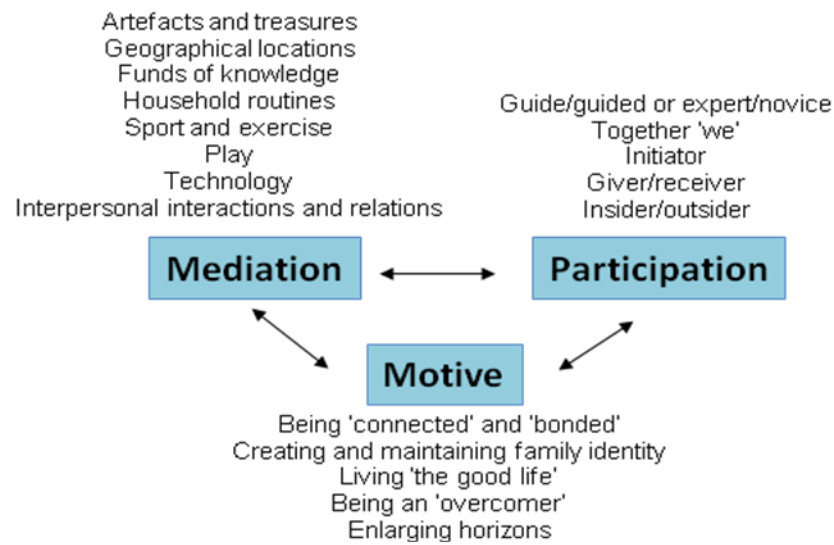 Artefacts and treasures
Geographical locations
Funds of knowledge
Household routines
Sport and exercise
Play
Technology
Interpersonal interactions and relations
Mediation
Guide/guided or expert/novice
Together 'we'
Initiator
Giver/receiver
Insider/outsider
Participation
Motive
Being 'connected' and 'bonded'
Creating and maintaining family identity
Living 'the good life'
Being an 'overcomer'
Enlarging horizons